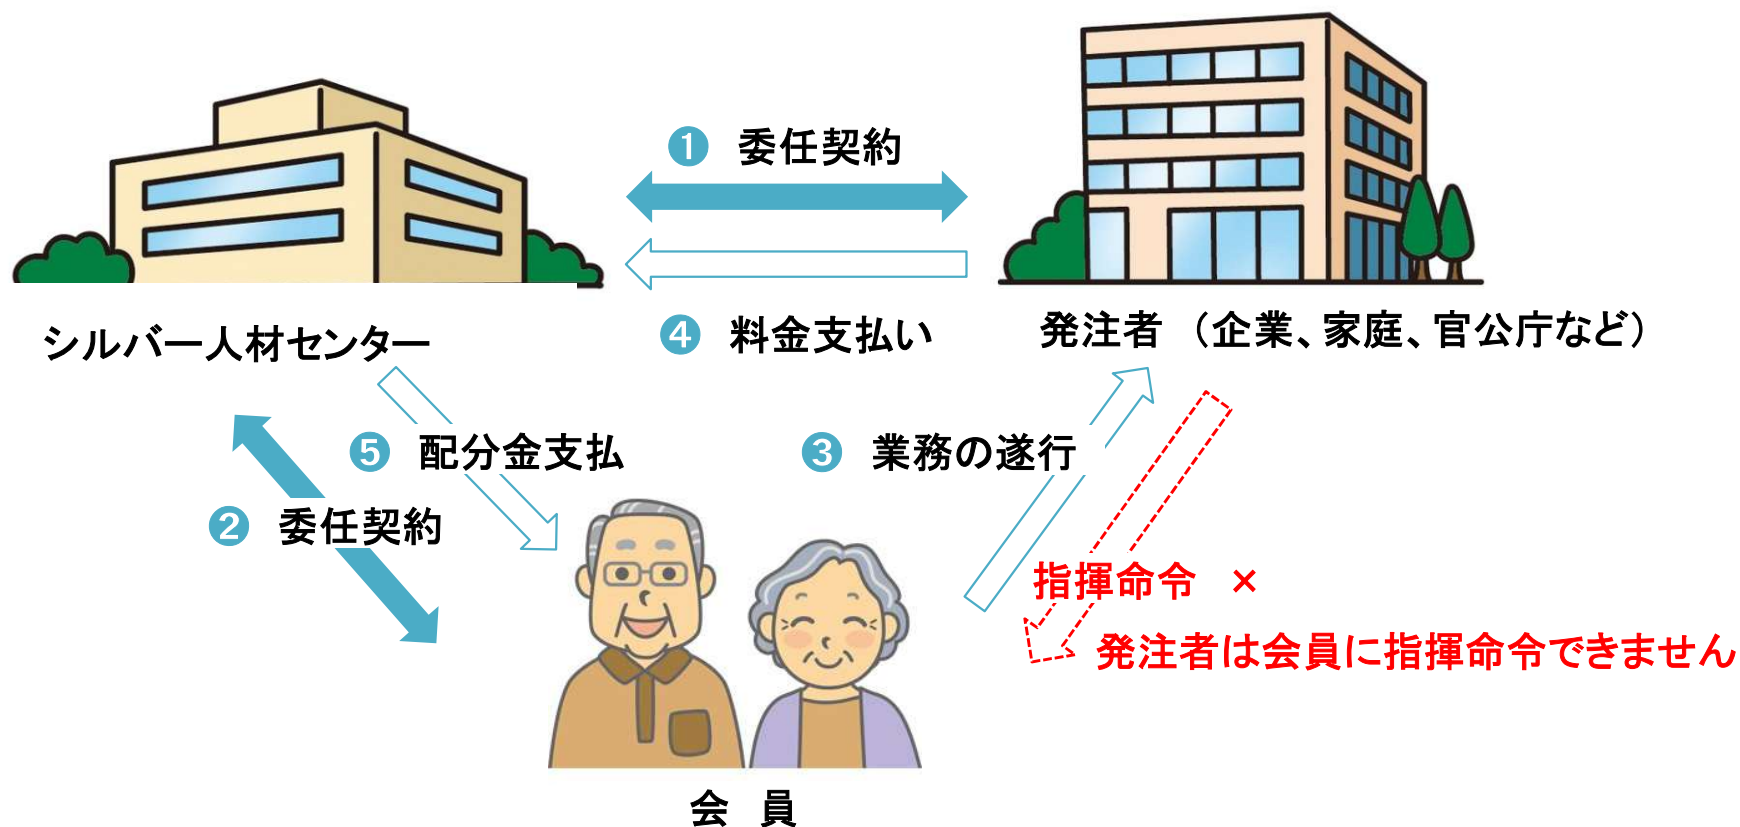 ❶ 委任契約
シルバー人材センター
❹ 料金支払い
発注者 （企業、家庭、官公庁など）
❺ 配分金支払
❸ 業務の遂行
❷ 委任契約
指揮命令 ×
発注者は会員に指揮命令できません
会 員